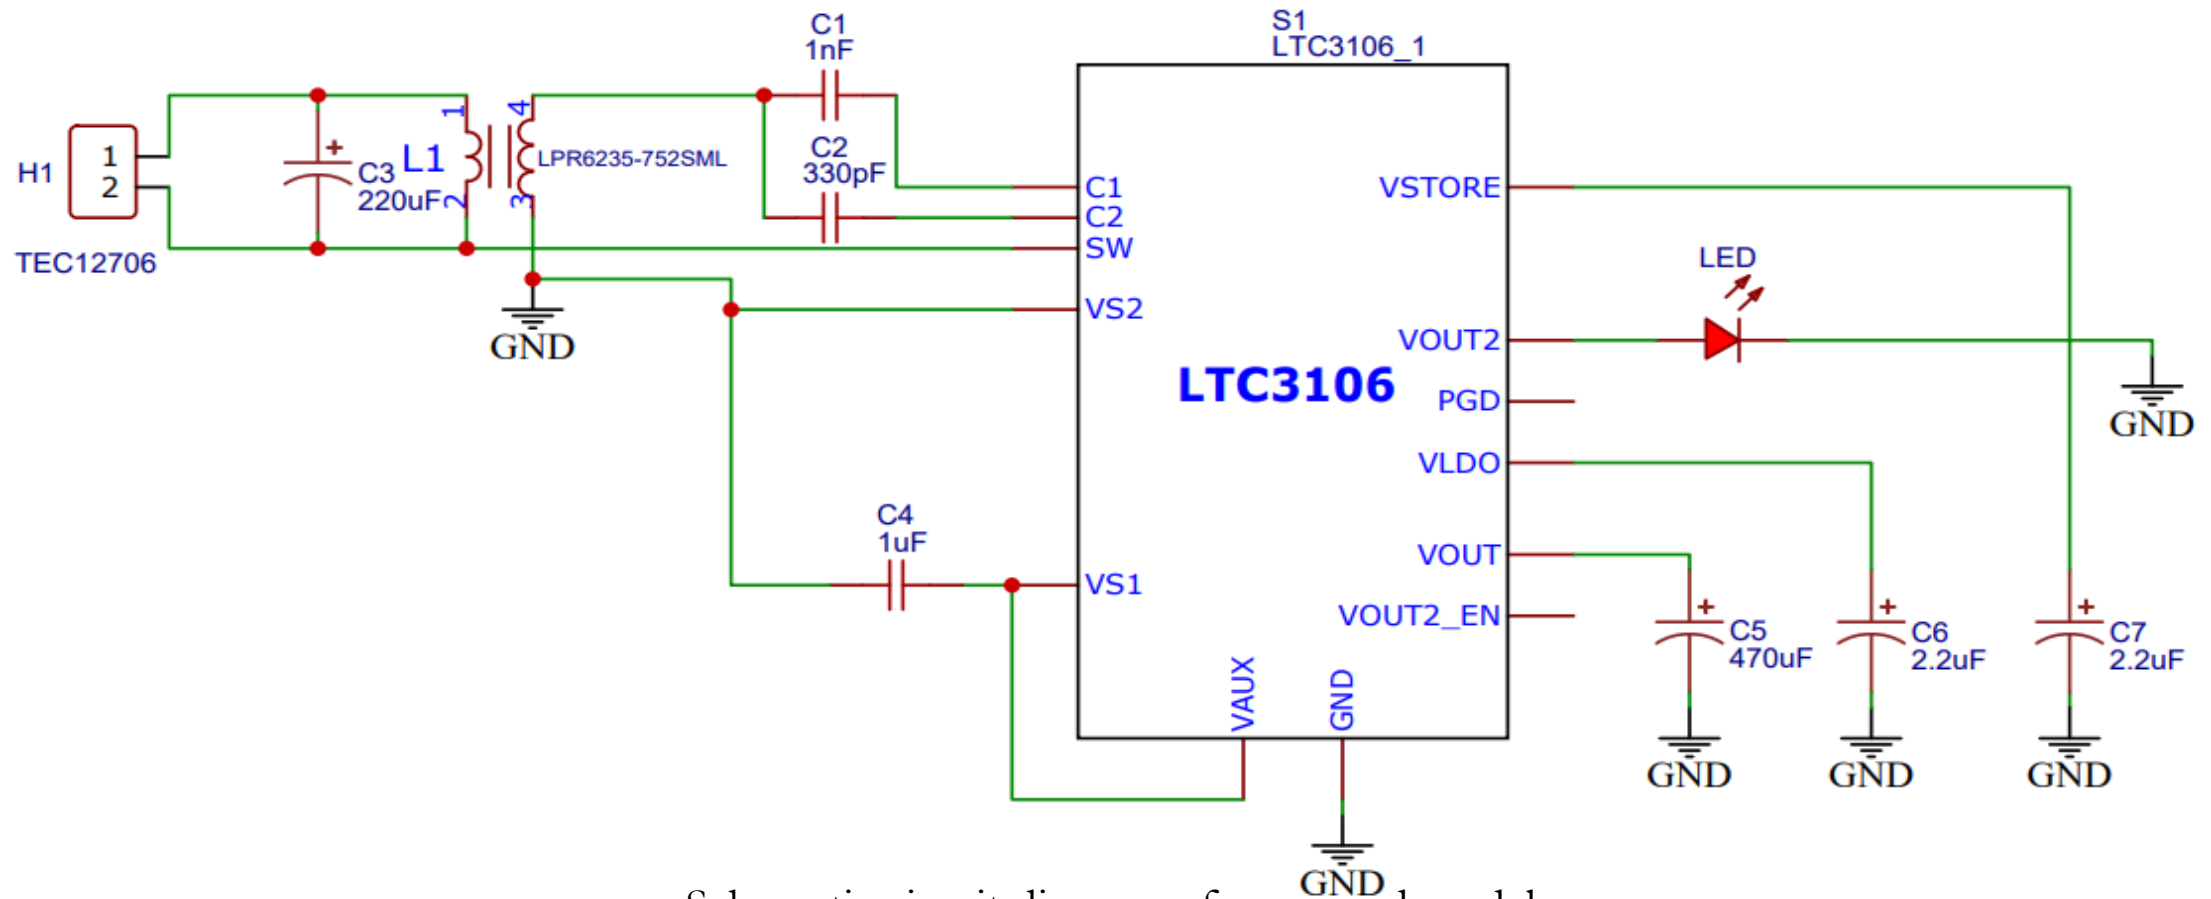 S1
LTC3106_1
C1
1nF
1
4
H1
1
2
C3
220uF
L1
LPR6235-752SML
2
3
C2
330pF
TEC12706
C1
C2
SW
VS2
GND
VSTORE
LED
VOUT2
LTC3106
PGD
GND
VLDO
C4
1uF
VS1
VOUT
VOUT2_EN
C5
470uF
C6
2.2uF
C7
2.2uF
VAUX
GND
GND
GND
GND
GND